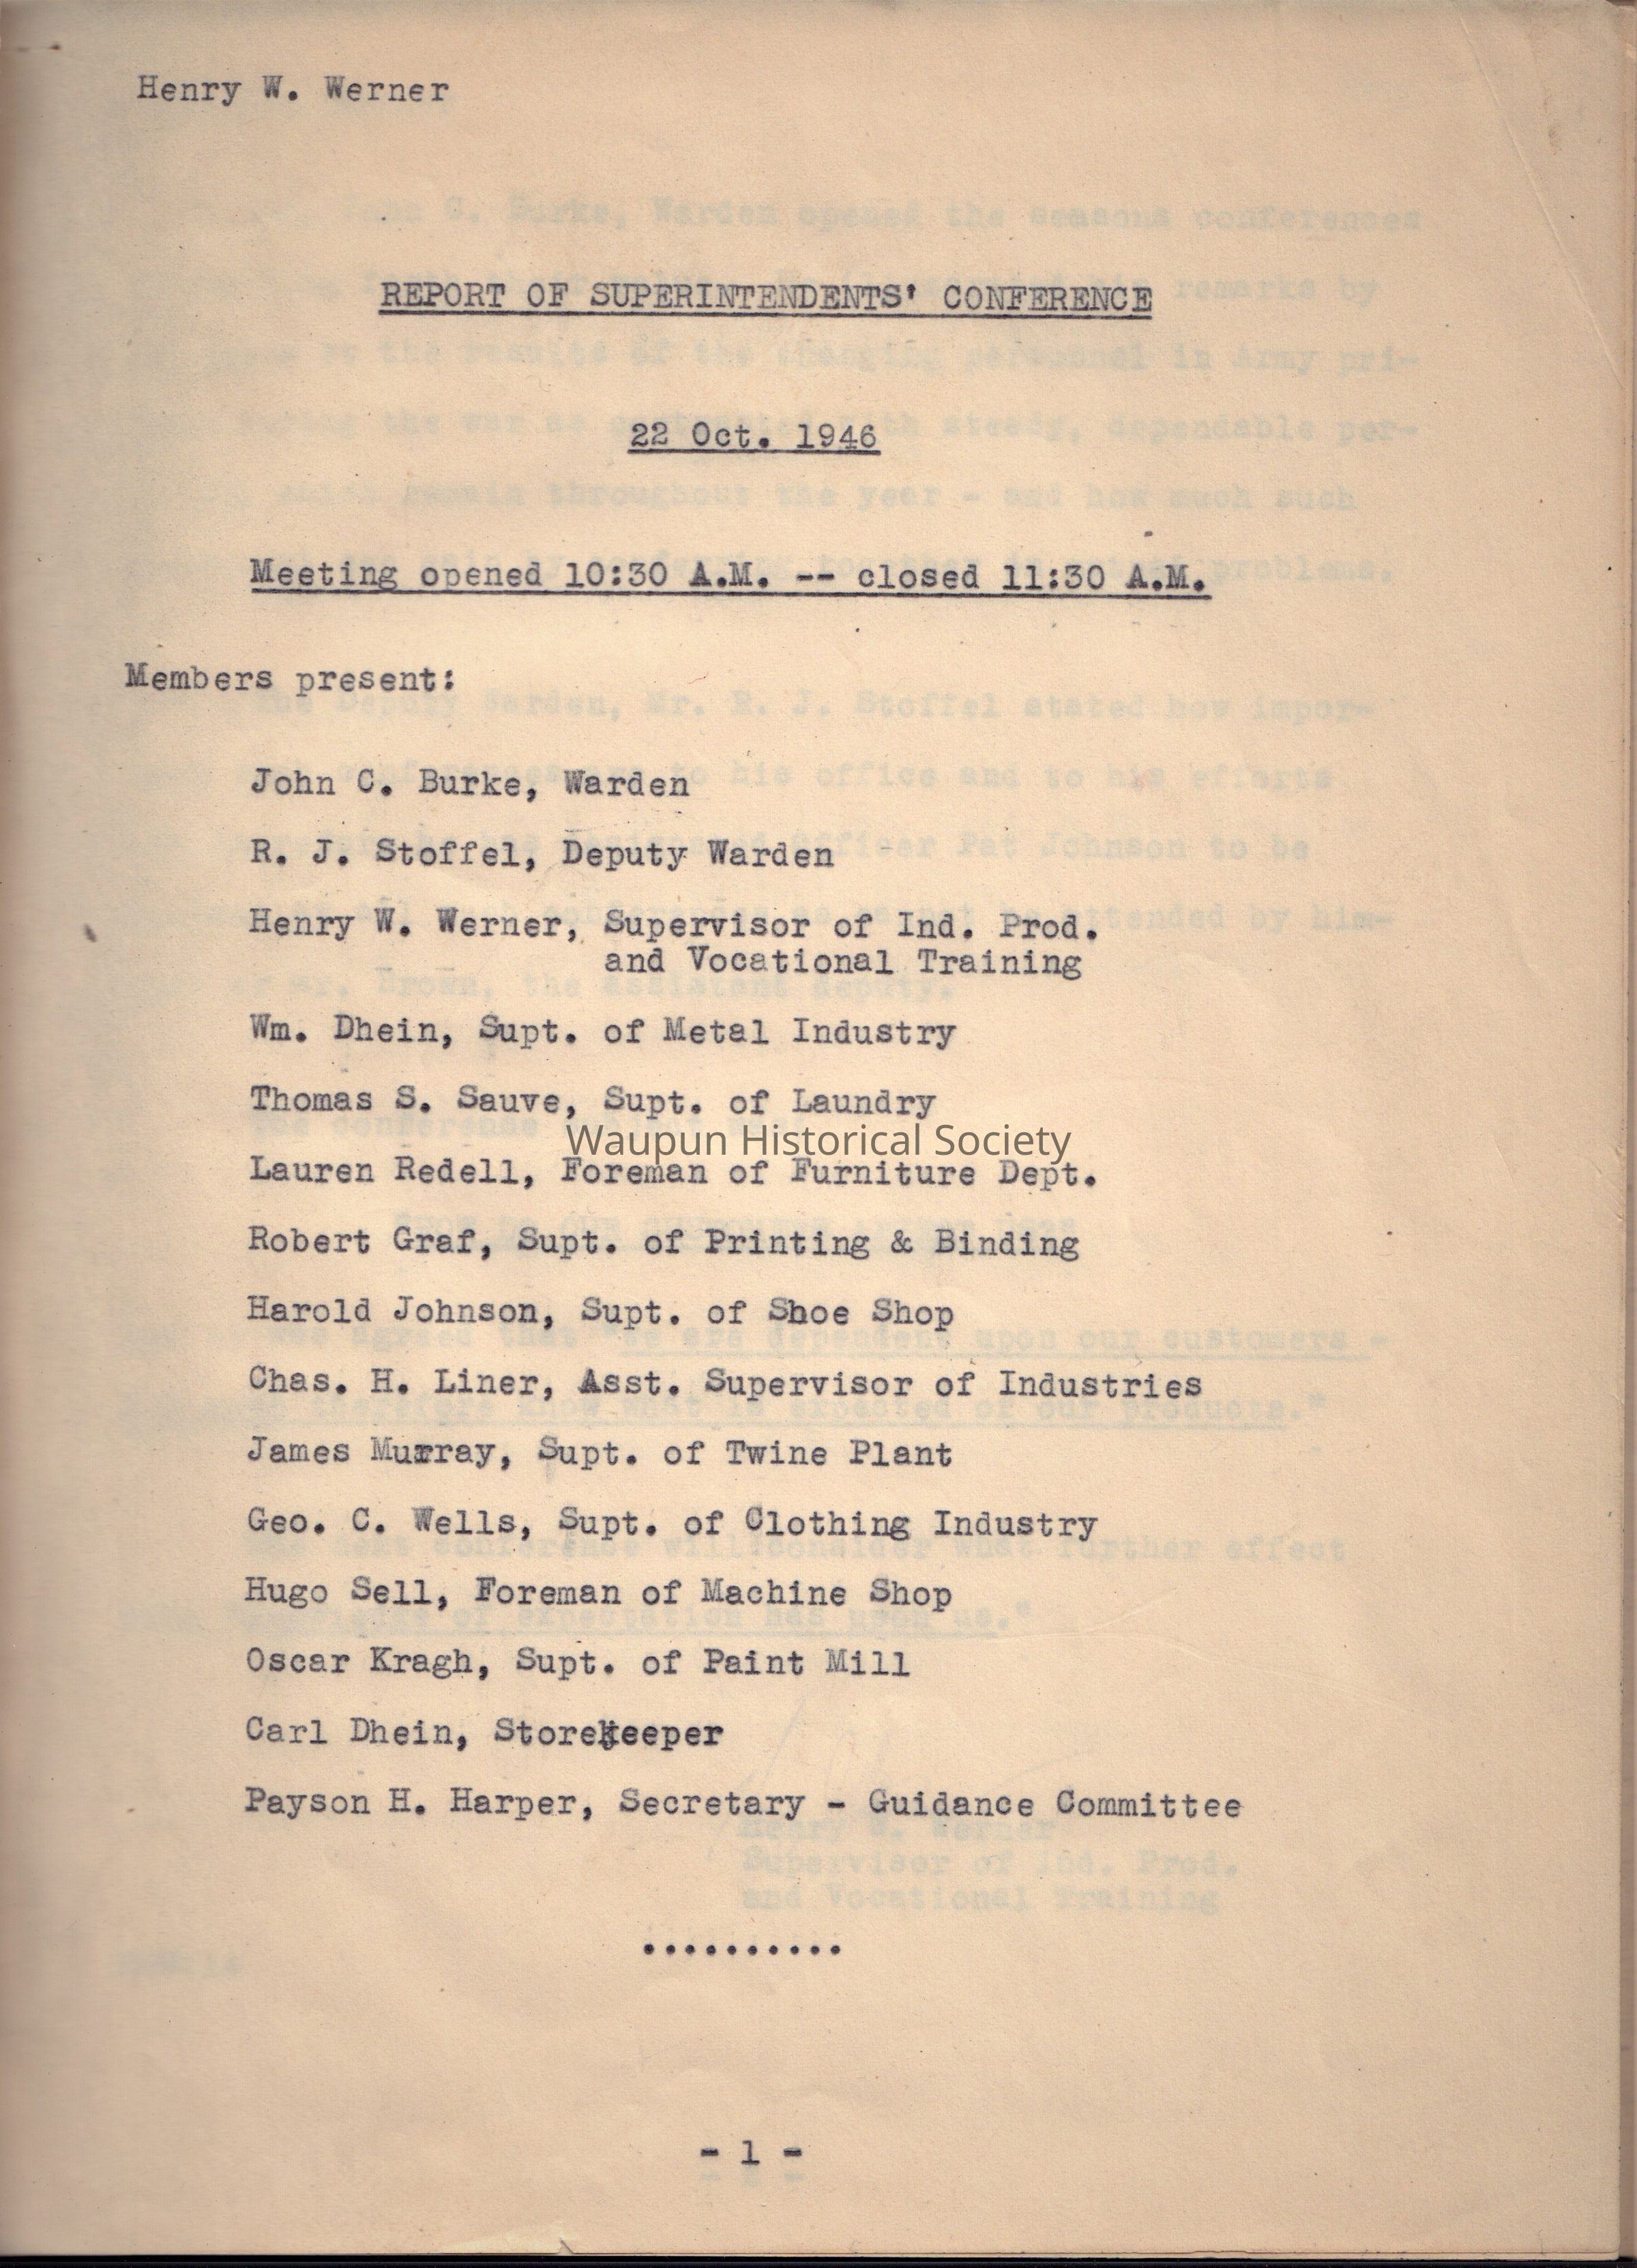 Henry W. Werner
REPORT OF SUPERINTENDENTS' CONFERENCE
22 Oct. 1946
Meeting opened 10:30 A.M. -- closed 11:30 A.M.
Members present:
John C. Burke, Warden
R. J. Stoffel, Deputy Warden
Henry W. Werner, Supervisor of Ind. Prod.
and Vocational Training
Wm. Dhein, Supt. of Metal Industry
Thomas S. Sauve, Supt. of Laundry
Waupun Historical Society
Lauren Redell, Foreman of Furniture Dept.
Robert Graf, Supt. of Printing & Binding
Harold Johnson, Supt. of Shoe Shop
Chas. H. Liner, Asst. Supervisor of Industries
James Murray, Supt. of Twine Plant
Geo. C. Wells, Supt. of Clothing Industry
Hugo Sell, Foreman of Machine Shop
Oscar Kragh, Supt. of Paint Mill
Carl Dhein, Storekeeper
Payson H. Harper, Secretary - Guidance Committee
..........
- 1 -